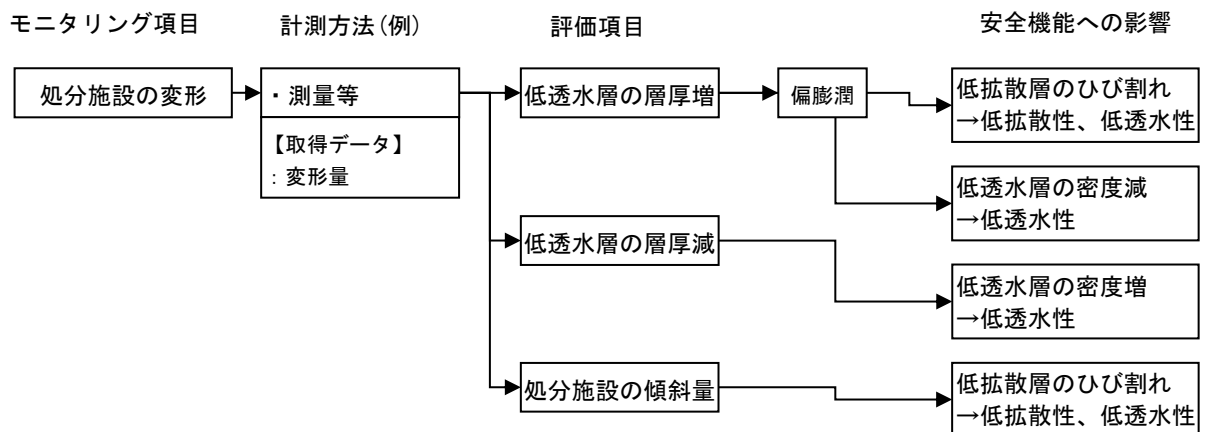 モニタリング項目
計測方法(例)
評価項目
安全機能への影響
処分施設の変形
・測量等
【取得データ】
：変形量
低透水層の層厚増
偏膨潤
低拡散層のひび割れ
→低拡散性、低透水性
低透水層の密度減
→低透水性
低透水層の層厚減
低透水層の密度増
→低透水性
処分施設の傾斜量
低拡散層のひび割れ
→低拡散性、低透水性